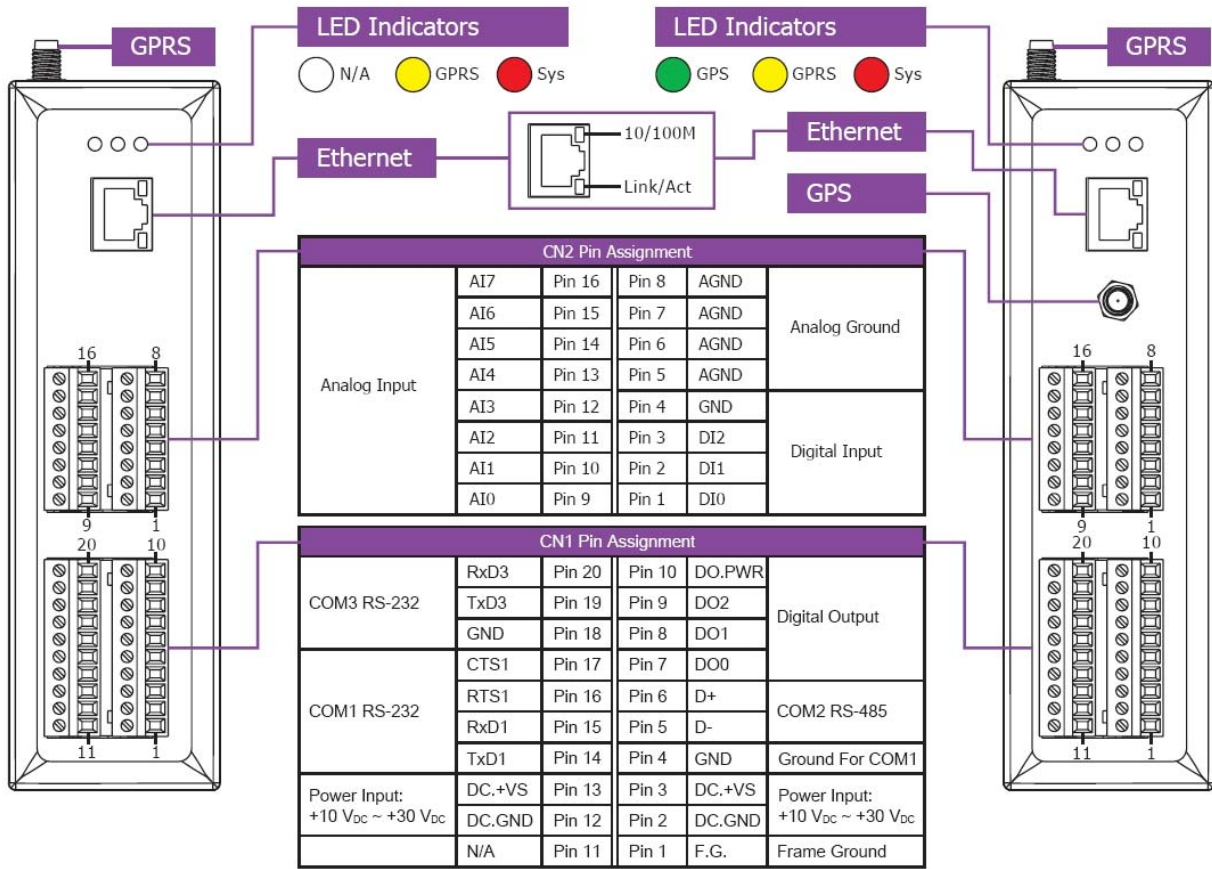 GPRS
LED Indicators
N/A GPRS Sys
LED Indicators
GPS GPRS Sys
GPRS
Ethernet
10/100M
Link/Act
Ethernet
GPS
CN2 Pin Assignment
AI7 Pin 16 Pin 8 AGND
AI6 Pin 15 Pin 7 AGND
AI5 Pin 14 Pin 6 AGND
AI4 Pin 13 Pin 5 AGND
Analog Ground
Analog Input
AI3 Pin 12 Pin 4 GND
AI2 Pin 11 Pin 3 DI2
AI1 Pin 10 Pin 2 DI1
AI0 Pin 9 Pin 1 DI0
Digital Input
16 8
9 1
20 10
11 1
16 8
9 1
20 10
11 1
CN1 Pin Assignment
COM3 RS-232
RxD3 Pin 20 Pin 10 DO.PWR
TxD3 Pin 19 Pin 9 DO2
GND Pin 18 Pin 8 DO1
CTS1 Pin 17 Pin 7 DO0
Digital Output
COM1 RS-232
RTS1 Pin 16 Pin 6 D+
RxD1 Pin 15 Pin 5 D-
COM2 RS-485
TxD1 Pin 14 Pin 4 GND Ground For COM1
Power Input:
+10 VDC ~ +30 VDC
DC.+VS Pin 13 Pin 3 DC.+VS
DC.GND Pin 12 Pin 2 DC.GND
Power Input:
+10 VDC ~ +30 VDC
N/A Pin 11 Pin 1 F.G. Frame Ground